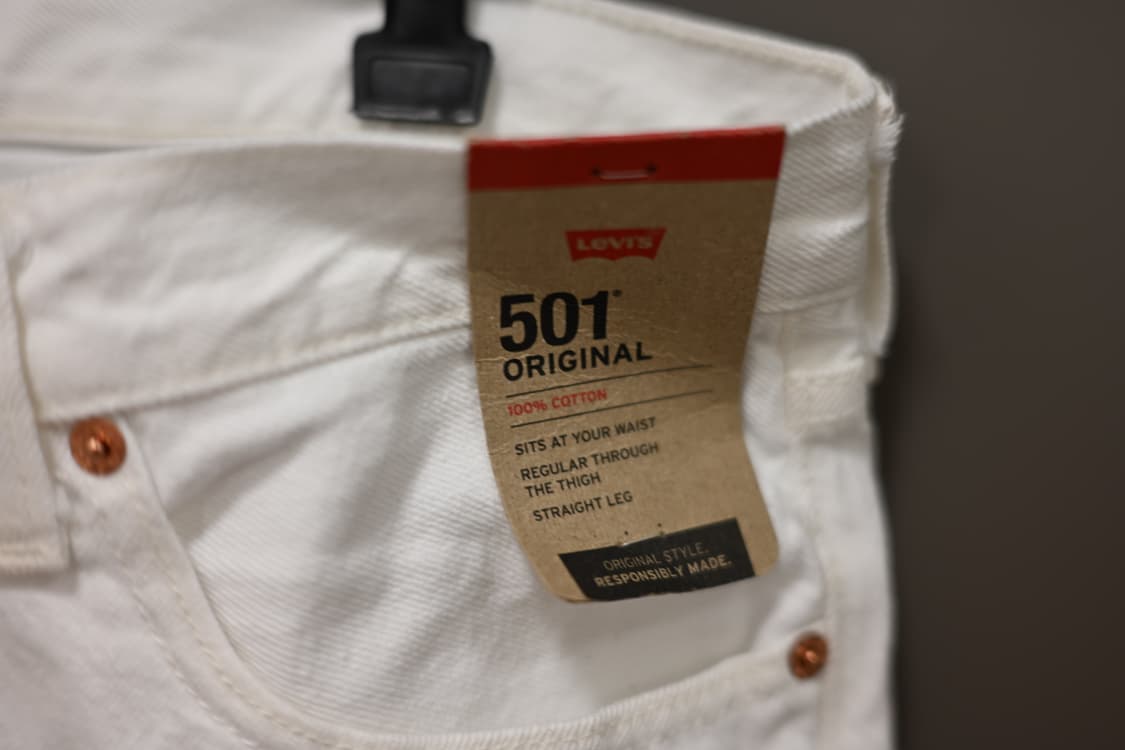 Levi's
501®
ORIGINAL
100% COTTON
SITS AT YOUR WAIST
REGULAR THROUGH
THE THIGH
STRAIGHT LEG
ORIGINAL STYLE.
RESPONSIBLY MADE.